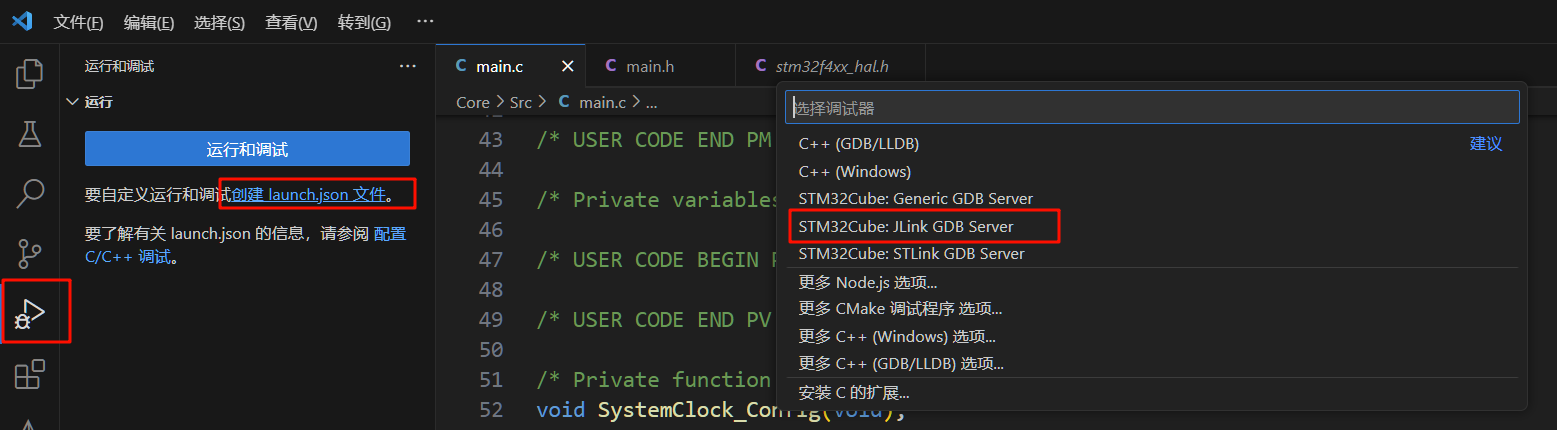 文件(F) 编辑(E) 选择(S) 查看(V) 转到(G) ···
运行和调试 ···
运行
运行和调试
要自定义运行和调试创建 launch.json 文件。
要了解有关 launch.json 的信息，请参阅 配置
C/C++ 调试。
C main.c × C main.h C stm32f4xx_hal.h
Core > Src > C main.c > ...
43 /* USER CODE END PM
44
45 /* Private variables
46
47 /* USER CODE BEGIN
48
49 /* USER CODE END PV
50
51 /* Private function
52 void SystemClock_Config(void);
选择调试器
C++ (GDB/LLDB) 建议
C++ (Windows)
STM32Cube: Generic GDB Server
STM32Cube: JLink GDB Server
STM32Cube: STLink GDB Server
更多 Node.js 选项...
更多 CMake 调试程序 选项...
更多 C++ (Windows) 选项...
更多 C++ (GDB/LLDB) 选项...
安装 C 的扩展...